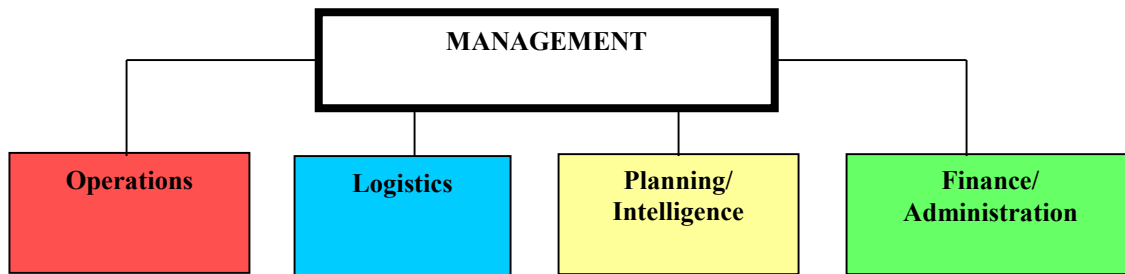 MANAGEMENT
Operations
Logistics
Planning/
Intelligence
Finance/
Administration